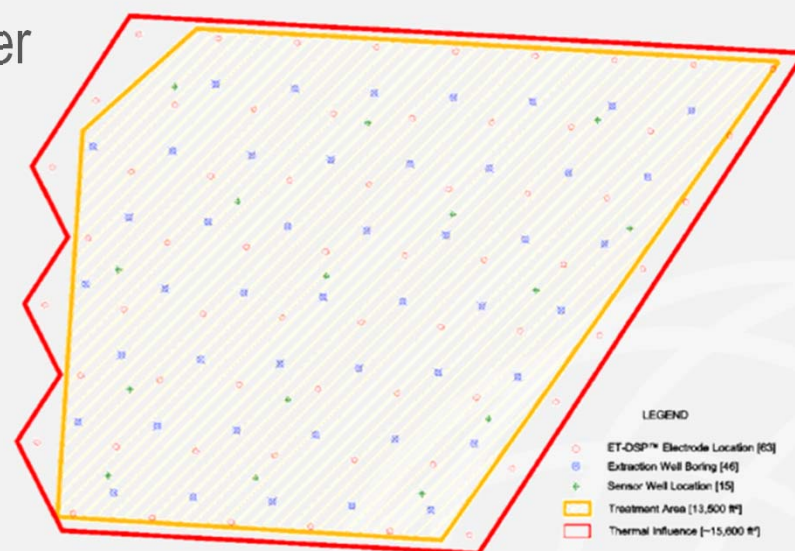 er
LEGEND
ET-DSP™ Electrode Location [63]
Extraction Well Boring [46]
Sensor Well Location [15]
Treatment Area [13,500 ft²]
Thermal Influence [~15,600 ft²]